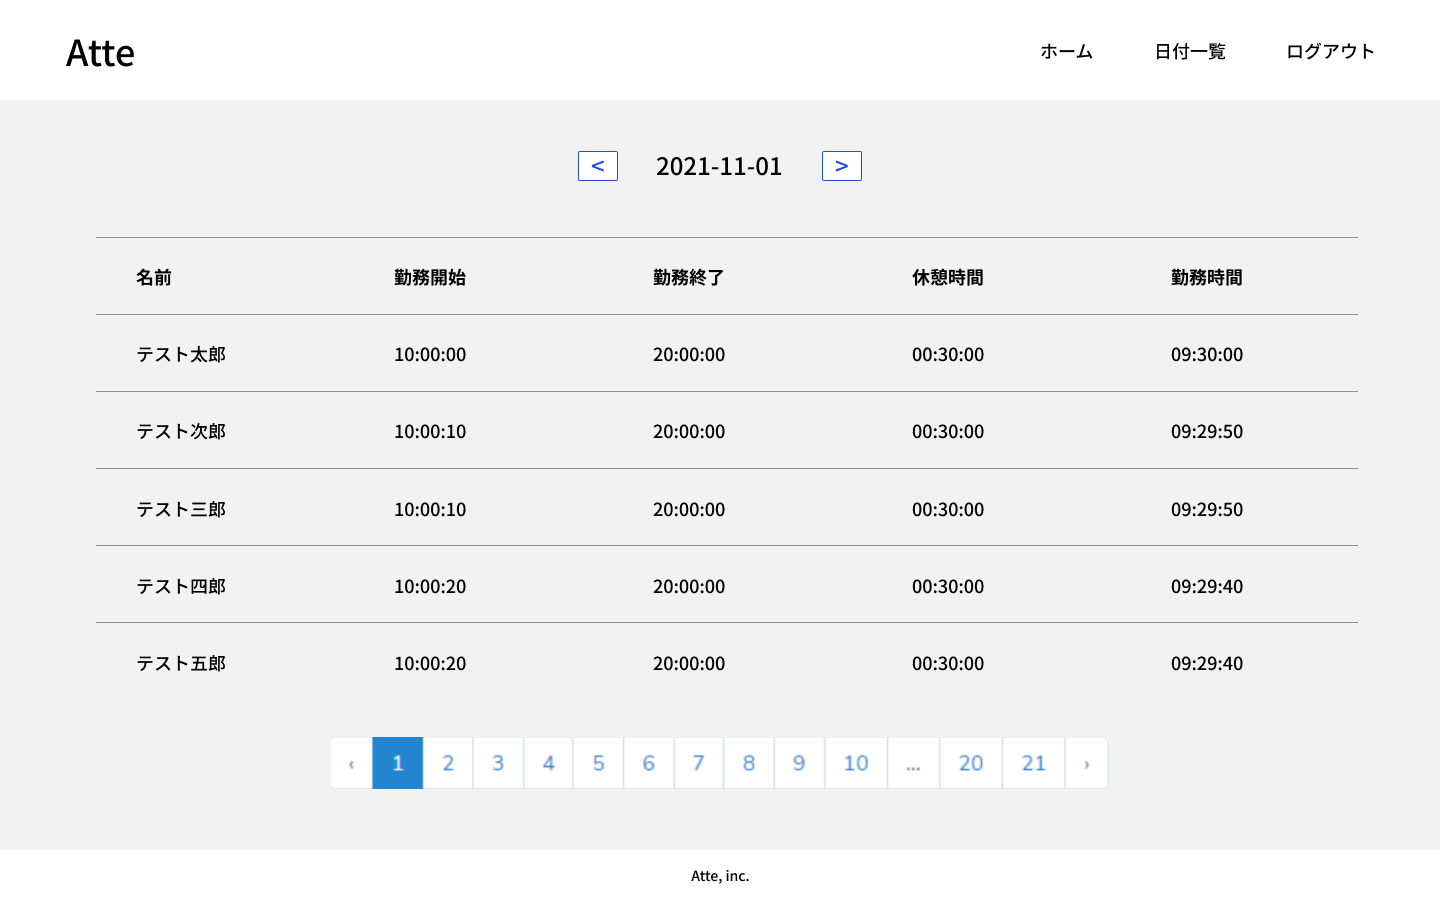 Atte ホーム 日付一覧 ログアウト
< 2021-11-01 >
名前 勤務開始 勤務終了 休憩時間 勤務時間
テスト太郎 10:00:00 20:00:00 00:30:00 09:30:00
テスト次郎 10:00:10 20:00:00 00:30:00 09:29:50
テスト三郎 10:00:10 20:00:00 00:30:00 09:29:50
テスト四郎 10:00:20 20:00:00 00:30:00 09:29:40
テスト五郎 10:00:20 20:00:00 00:30:00 09:29:40
‹ 1 2 3 4 5 6 7 8 9 10 ... 20 21 ›
Atte, inc.